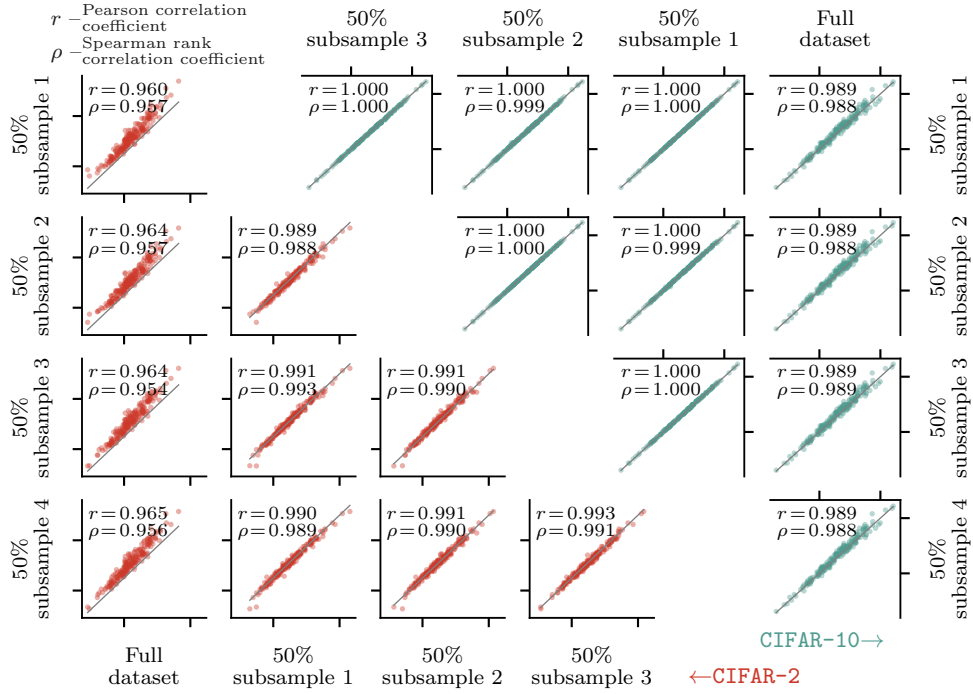 r – Pearson correlation
coefficient
ρ – Spearman rank
correlation coefficient
50%
subsample 3
50%
subsample 2
50%
subsample 1
Full
dataset
50%
subsample 1
r = 0.960
ρ = 0.957
r = 1.000
ρ = 1.000
r = 1.000
ρ = 0.999
r = 1.000
ρ = 1.000
r = 0.989
ρ = 0.988
50%
subsample 1
50%
subsample 2
r = 0.964
ρ = 0.957
r = 0.989
ρ = 0.988
r = 1.000
ρ = 1.000
r = 1.000
ρ = 0.999
r = 0.989
ρ = 0.988
50%
subsample 2
50%
subsample 3
r = 0.964
ρ = 0.954
r = 0.991
ρ = 0.993
r = 0.991
ρ = 0.990
r = 1.000
ρ = 1.000
r = 0.989
ρ = 0.989
50%
subsample 3
50%
subsample 4
r = 0.965
ρ = 0.956
r = 0.990
ρ = 0.989
r = 0.991
ρ = 0.990
r = 0.993
ρ = 0.991
r = 0.989
ρ = 0.988
50%
subsample 4
CIFAR-10→
Full
dataset
50%
subsample 1
50%
subsample 2
50%
subsample 3
←CIFAR-2